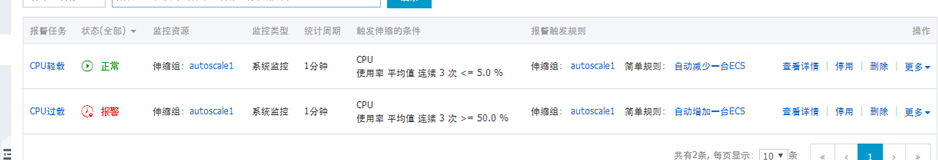 报警任务 状态(全部) 监控资源 监控类型 统计周期 触发伸缩的条件 报警触发规则 操作
CPU轻载 正常 伸缩组: autoscale1 系统监控 1分钟 CPU 使用率 平均值 连续 3 次 <= 5.0 % 伸缩组: autoscale1 简单规则: 自动减少一台ECS 查看详情 | 停用 | 删除 | 更多
CPU过载 报警 伸缩组: autoscale1 系统监控 1分钟 CPU 使用率 平均值 连续 3 次 >= 50.0 % 伸缩组: autoscale1 简单规则: 自动增加一台ECS 查看详情 | 停用 | 删除 | 更多
共有2条, 每页显示: 10 条 « ‹ 1 › »